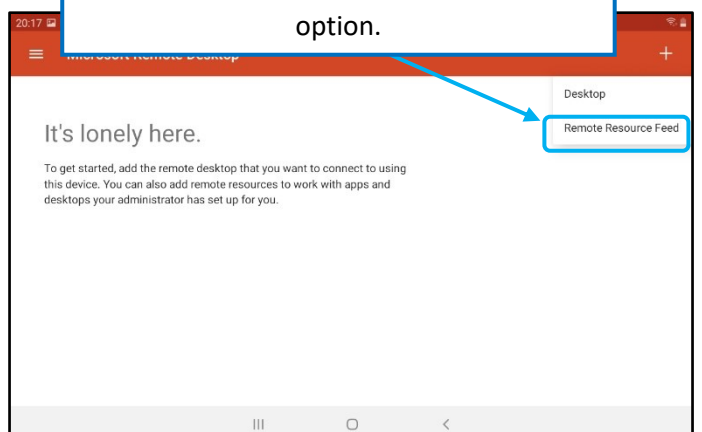 option.
20:17
Microsoft Remote Desktop
Desktop
Remote Resource Feed
It's lonely here.
To get started, add the remote desktop that you want to connect to using
this device. You can also add remote resources to work with apps and
desktops your administrator has set up for you.